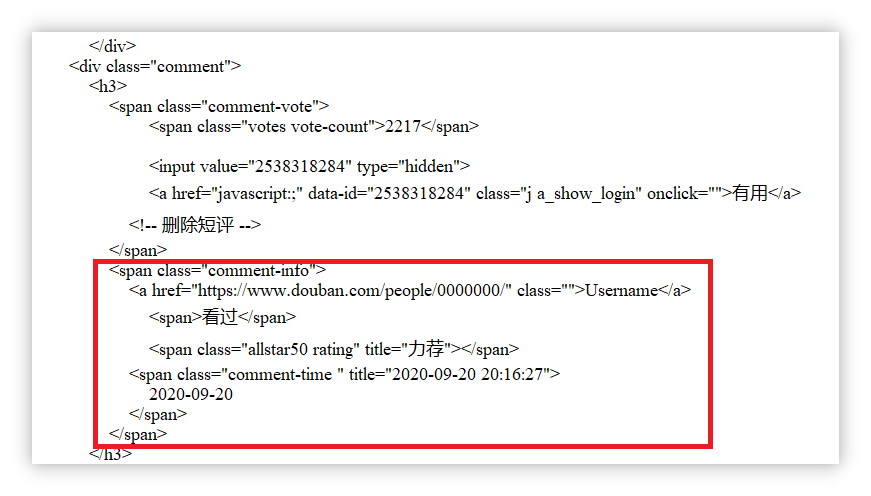 </div>
<div class="comment">
<h3>
<span class="comment-vote">
<span class="votes vote-count">2217</span>
<input value="2538318284" type="hidden">
<a href="javascript:;" data-id="2538318284" class="j a_show_login" onclick="">有用</a>
<!-- 删除短评 -->
</span>
<span class="comment-info">
<a href="https://www.douban.com/people/0000000/" class="">Username</a>
<span>看过</span>
<span class="allstar50 rating" title="力荐"></span>
<span class="comment-time " title="2020-09-20 20:16:27">
2020-09-20
</span>
</span>
</h3>